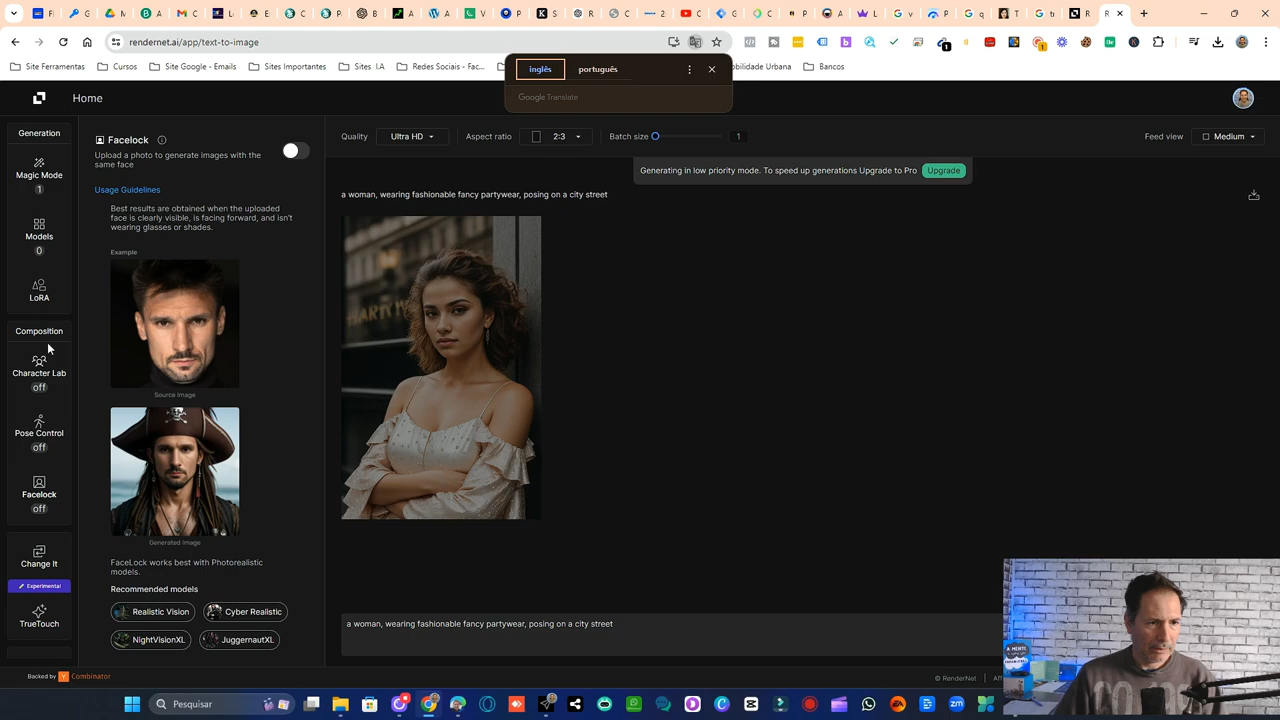 rendernet.ai/app/text-to-image
Site Ferramentas
Cursos
Site Google - Emails
Sites Importantes
Sites .I.A
Redes Sociais - Fac...
obilidade Urbana
Bancos
inglês
português
Google Translate
Home
Generation
Magic Mode
1
Models
0
LoRA
Composition
Character Lab
off
Pose Control
off
Facelock
off
Change It
Experimental
TrueTouch
Facelock
Upload a photo to generate images with the
same face
Usage Guidelines
Best results are obtained when the uploaded
face is clearly visible, is facing forward, and isn't
wearing glasses or shades.
Example
Source Image
Generated Image
FaceLock works best with Photorealistic
models.
Recommended models
Realistic Vision
Cyber Realistic
NightVisionXL
JuggernautXL
Quality
Ultra HD
Aspect ratio
2:3
Batch size
1
Feed view
Medium
Generating in low priority mode. To speed up generations Upgrade to Pro
Upgrade
a woman, wearing fashionable fancy partywear, posing on a city street
a woman, wearing fashionable fancy partywear, posing on a city street
Backed by
Y Combinator
© RenderNet
Pesquisar